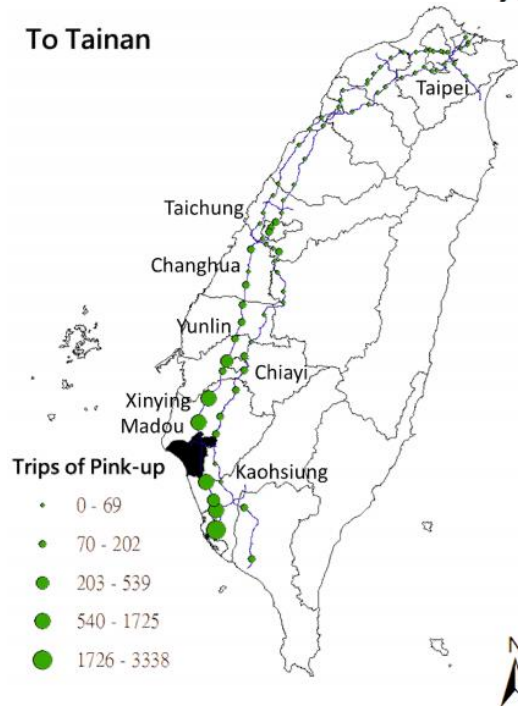 To Tainan
Taipei
Taichung
Changhua
Yunlin
Chiayi
Xinying
Madou
Kaohsiung
Trips of Pink-up
0 - 69
70 - 202
203 - 539
540 - 1725
1726 - 3338
N